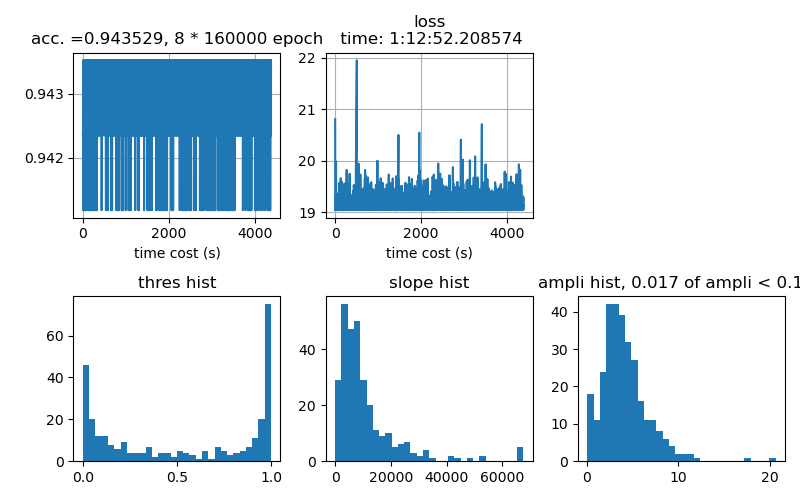 acc. =0.943529, 8 * 160000 epoch
loss
time: 1:12:52.208574
0.943
0.942
0 2000 4000
time cost (s)
22
21
20
19
0 2000 4000
time cost (s)
thres hist
60
40
20
0
0.0 0.5 1.0
slope hist
40
20
0
0 20000 40000 60000
ampli hist, 0.017 of ampli < 0.1
40
30
20
10
0
0 10 20